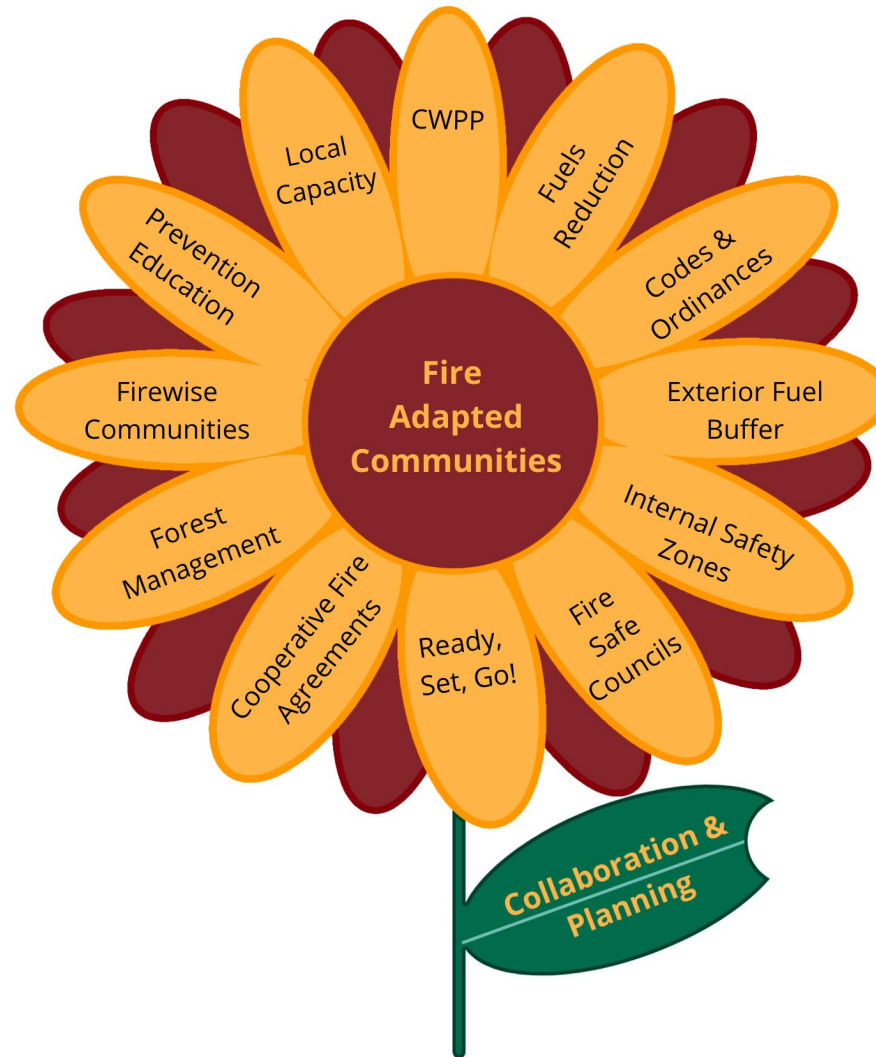 CWPP
Fuels
Reduction
Codes &
Ordinances
Exterior Fuel
Buffer
Internal Safety
Zones
Fire
Safe
Councils
Ready,
Set, Go!
Cooperative Fire
Agreements
Forest
Management
Firewise
Communities
Prevention
Education
Local
Capacity
Fire
Adapted
Communities
Collaboration &
Planning